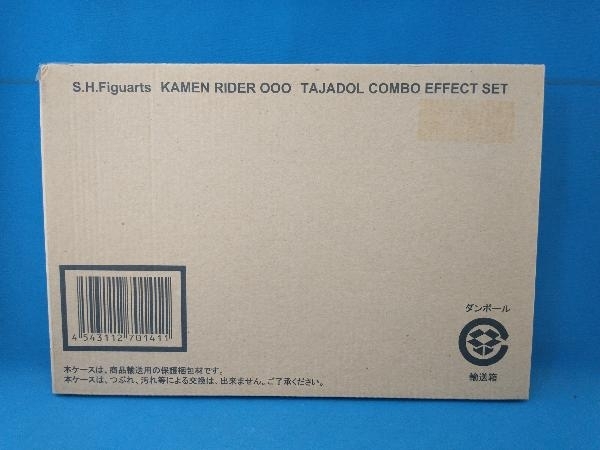 S.H.Figuarts KAMEN RIDER OOO TAJADOL COMBO EFFECT SET
ダンボール
4 543112 701411
輸送箱
本ケースは、商品輸送用の保護梱包材です。
本ケースは、つぶれ、汚れ等による交換は、出来ません。ご了承ください。